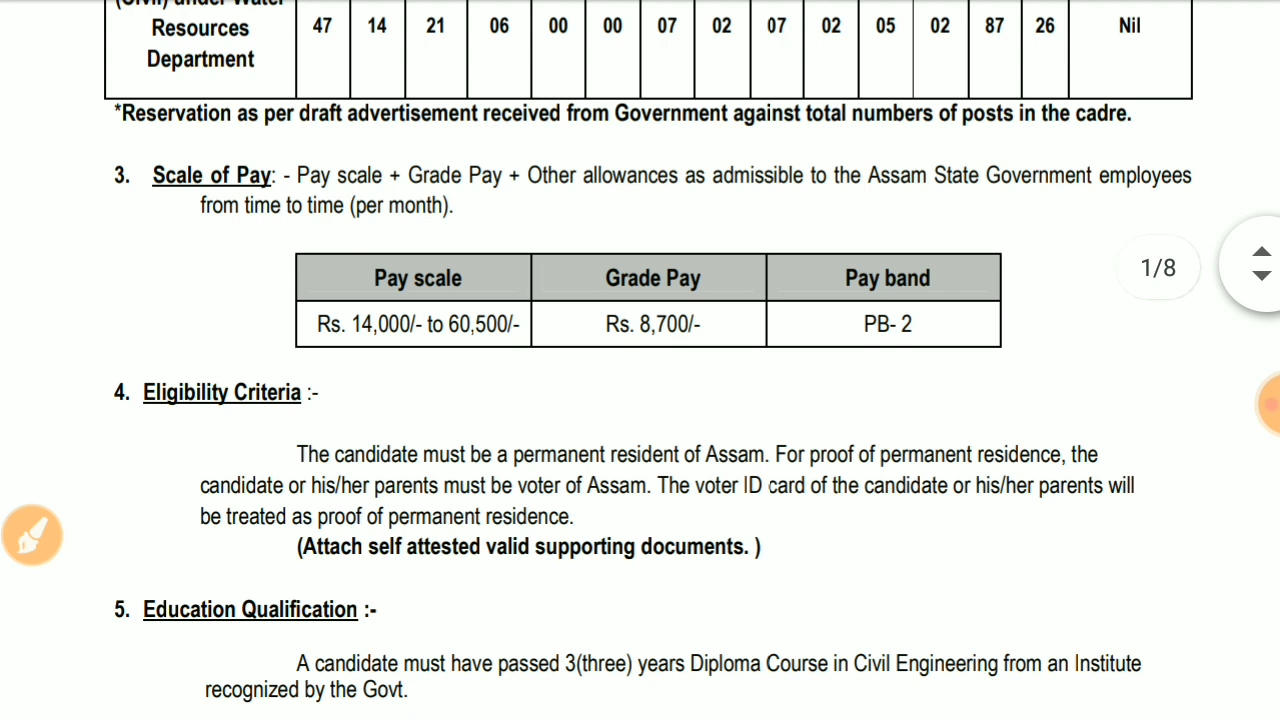 (Civil) under Water
Resources 47 14 21 06 00 00 07 02 07 02 05 02 87 26 Nil
Department
*Reservation as per draft advertisement received from Government against total numbers of posts in the cadre.
3. Scale of Pay: - Pay scale + Grade Pay + Other allowances as admissible to the Assam State Government employees
from time to time (per month).
Pay scale Grade Pay Pay band
1/8
Rs. 14,000/- to 60,500/- Rs. 8,700/- PB- 2
4. Eligibility Criteria :-
The candidate must be a permanent resident of Assam. For proof of permanent residence, the
candidate or his/her parents must be voter of Assam. The voter ID card of the candidate or his/her parents will
be treated as proof of permanent residence.
(Attach self attested valid supporting documents. )
5. Education Qualification :-
A candidate must have passed 3(three) years Diploma Course in Civil Engineering from an Institute
recognized by the Govt.